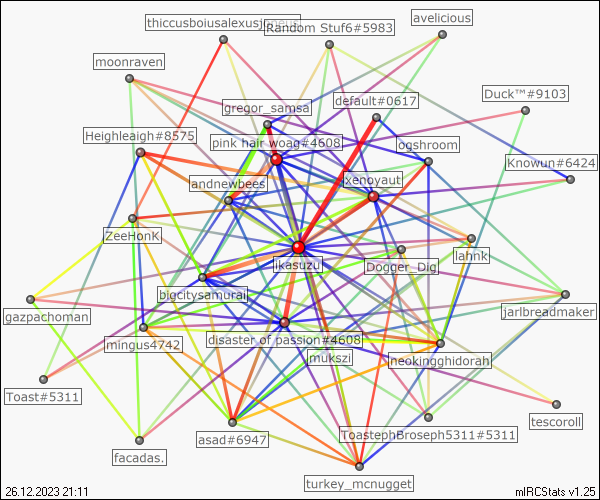 avelicious
thiccusboiusalexusj
Random Stuf6#5983
moonraven
Duck™#9103
gregor_samsa
default#0617
Heighleaigh#8575
pink hair woag#4608
ogshroom
Knowun#6424
andnewbees
xenoyaut
ZeeHonK
ikasuzu
Dogger_Dig
lahnk
bigcitysamurai
gazpachoman
jarlbreadmaker
mingus4742
disaster of passion#4608
mukszi
neokingghidorah
Toast#5311
tescoroll
asad#6947
ToastephBroseph5311#5311
facadas.
turkey_mcnugget
26.12.2023 21:11
mIRCStats v1.25